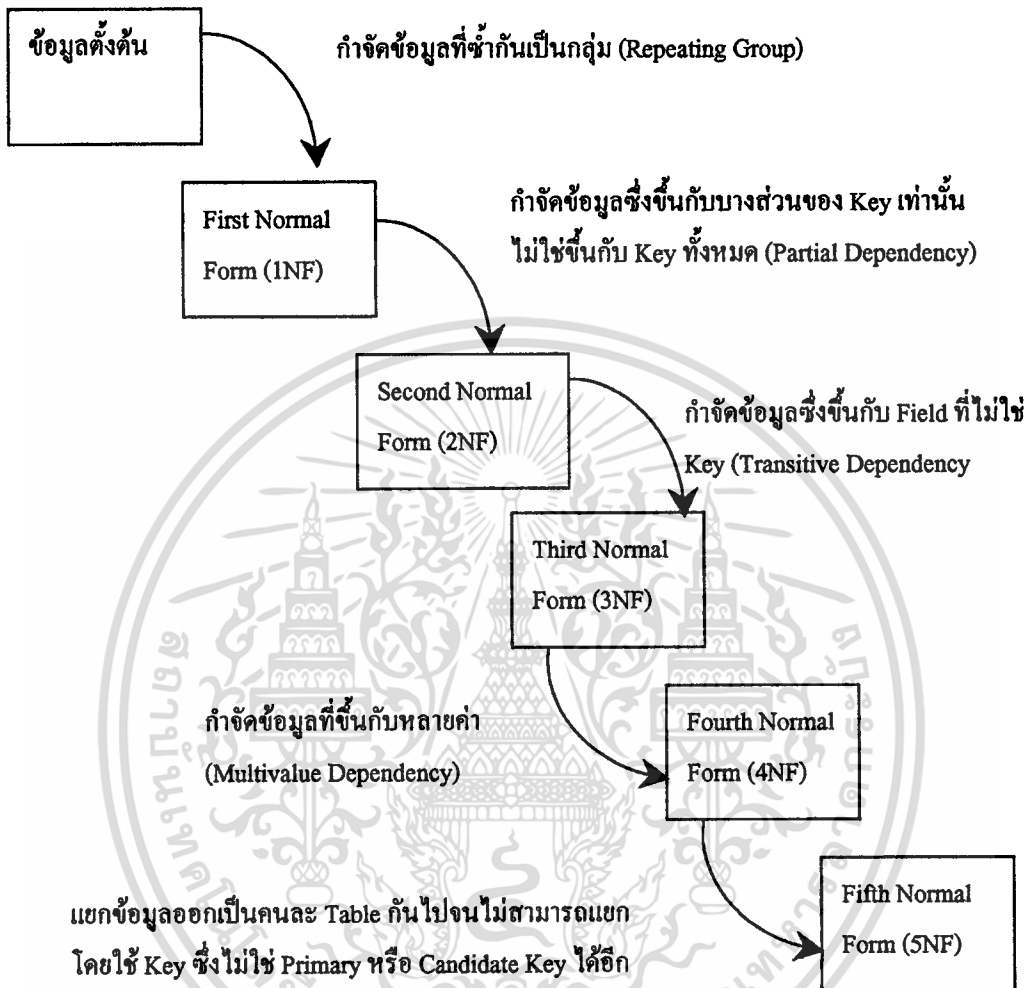 ข้อมูลตั้งต้น
กำจัดข้อมูลที่ซ้ำกันเป็นกลุ่ม (Repeating Group)
First Normal
Form (1NF)
กำจัดข้อมูลซึ่งขึ้นกับบางส่วนของ Key เท่านั้น
ไม่ใช่ขึ้นกับ Key ทั้งหมด (Partial Dependency)
Second Normal
Form (2NF)
กำจัดข้อมูลซึ่งขึ้นกับ Field ที่ไม่ใช่
Key (Transitive Dependency
Third Normal
Form (3NF)
กำจัดข้อมูลที่ขึ้นกับหลายค่า
(Multivalue Dependency)
Fourth Normal
Form (4NF)
แยกข้อมูลออกเป็นคนละ Table กันไปจนไม่สามารถแยก
โดยใช้ Key ซึ่งไม่ใช่ Primary หรือ Candidate Key ได้อีก
Fifth Normal
Form (5NF)